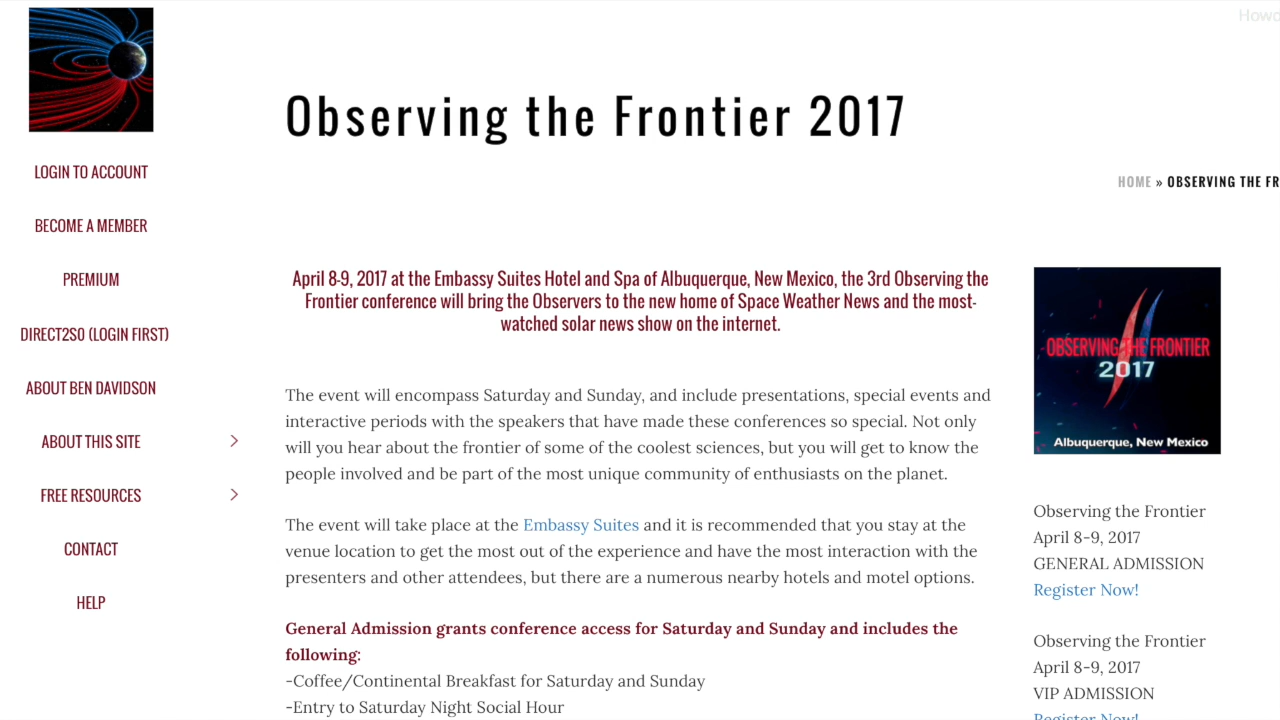 Howd
Observing the Frontier 2017
HOME » OBSERVING THE FR
LOGIN TO ACCOUNT
BECOME A MEMBER
PREMIUM
DIRECT2S0 (LOGIN FIRST)
ABOUT BEN DAVIDSON
ABOUT THIS SITE
FREE RESOURCES
CONTACT
HELP
April 8-9, 2017 at the Embassy Suites Hotel and Spa of Albuquerque, New Mexico, the 3rd Observing the
Frontier conference will bring the Observers to the new home of Space Weather News and the most-
watched solar news show on the internet.
The event will encompass Saturday and Sunday, and include presentations, special events and
interactive periods with the speakers that have made these conferences so special. Not only
will you hear about the frontier of some of the coolest sciences, but you will get to know the
people involved and be part of the most unique community of enthusiasts on the planet.
The event will take place at the Embassy Suites and it is recommended that you stay at the
venue location to get the most out of the experience and have the most interaction with the
presenters and other attendees, but there are a numerous nearby hotels and motel options.
General Admission grants conference access for Saturday and Sunday and includes the
following:
-Coffee/Continental Breakfast for Saturday and Sunday
-Entry to Saturday Night Social Hour
OBSERVING THE FRONTIER
2017
Albuquerque, New Mexico
Observing the Frontier
April 8-9, 2017
GENERAL ADMISSION
Register Now!
Observing the Frontier
April 8-9, 2017
VIP ADMISSION
Register Now!